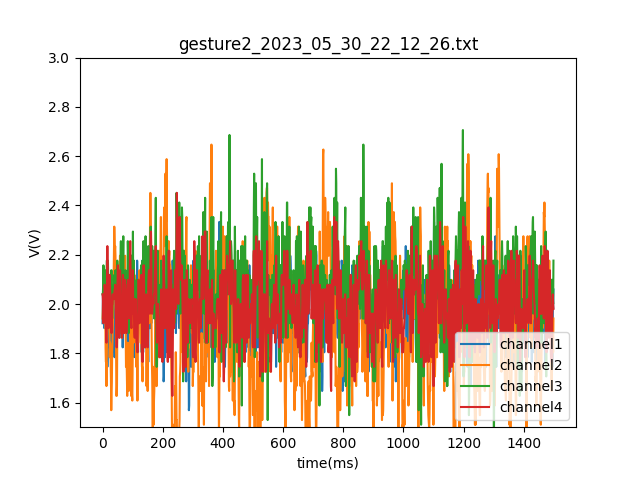 gesture2_2023_05_30_22_12_26.txt
3.0
2.8
2.6
2.4
2.2
2.0
1.8
1.6
V(V)
channel1
channel2
channel3
channel4
0 200 400 600 800 1000 1200 1400
time(ms)